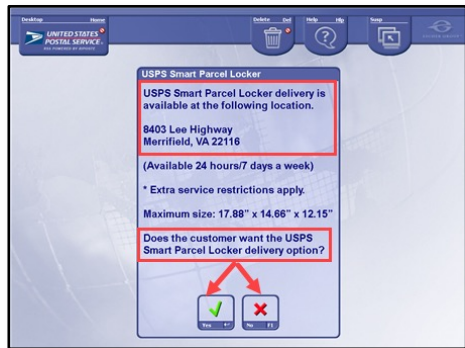 Desktop Home
Delete Del
Help Hlp
Susp
UNITED STATES
POSTAL SERVICE®
USPS Smart Parcel Locker
USPS Smart Parcel Locker delivery is
available at the following location.
8403 Lee Highway
Merrifield, VA 22116
(Available 24 hours/7 days a week)
* Extra service restrictions apply.
Maximum size: 17.88" x 14.66" x 12.15"
Does the customer want the USPS
Smart Parcel Locker delivery option?
Yes
No F1